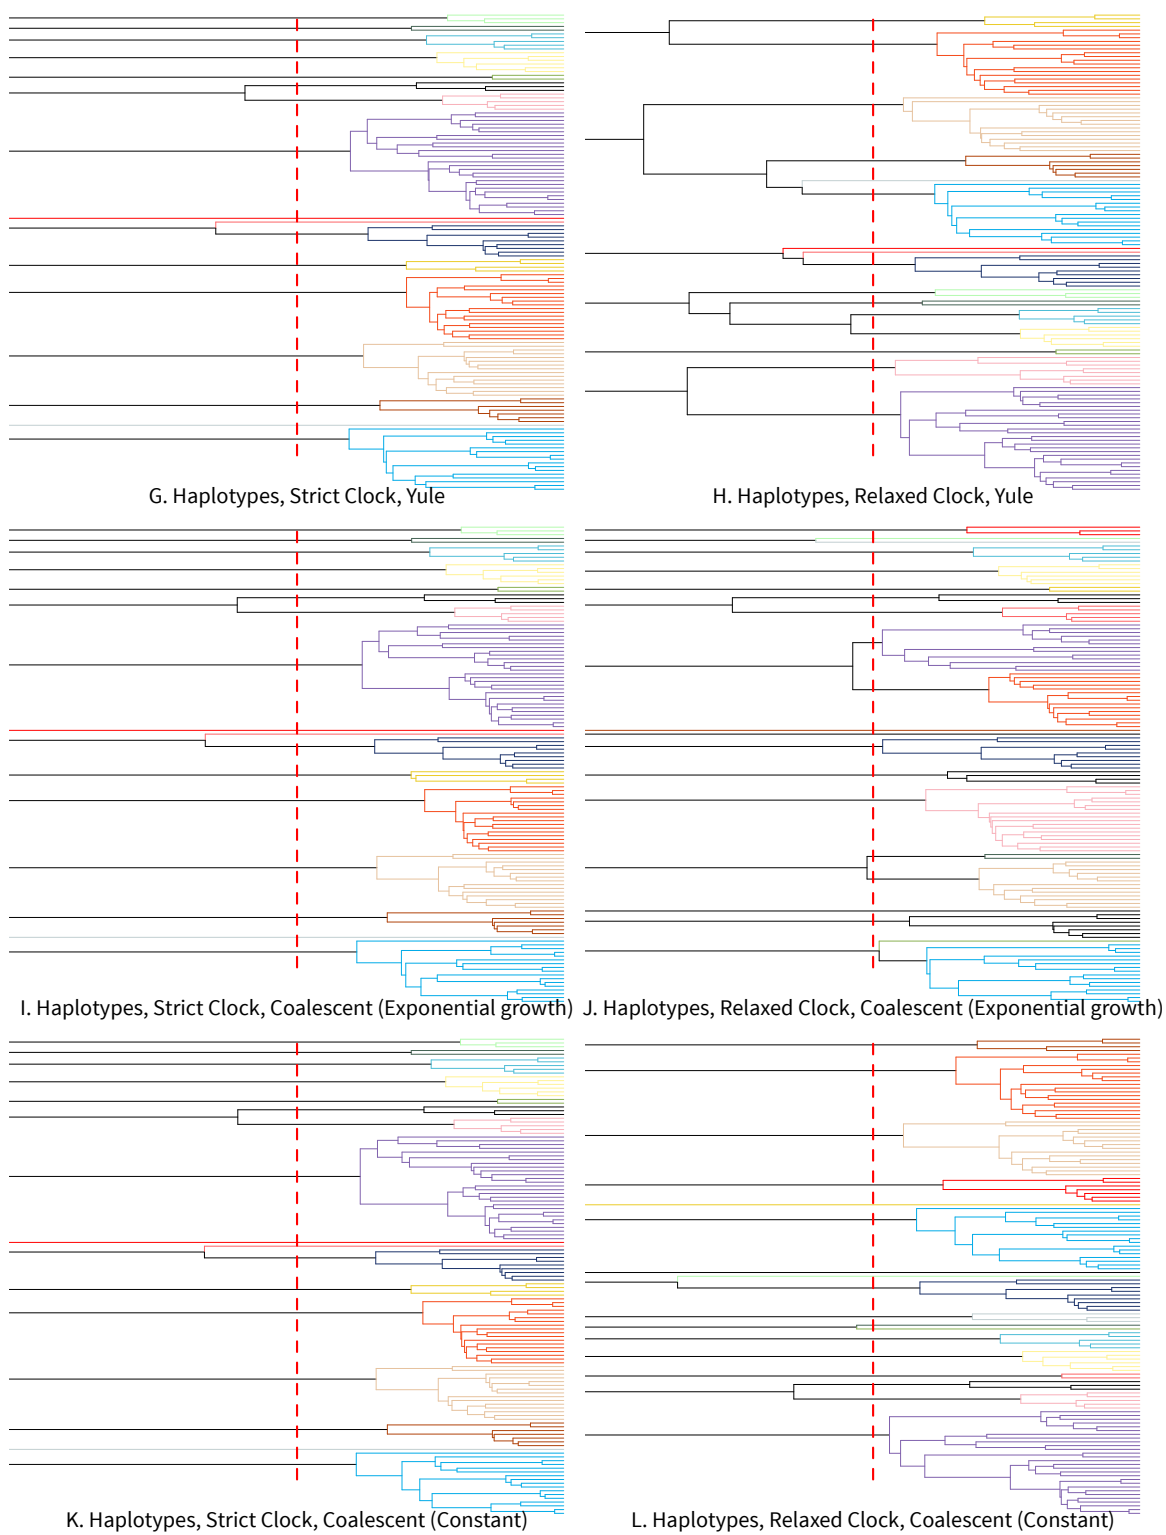 G. Haplotypes, Strict Clock, Yule
H. Haplotypes, Relaxed Clock, Yule
I. Haplotypes, Strict Clock, Coalescent (Exponential growth)
J. Haplotypes, Relaxed Clock, Coalescent (Exponential growth)
K. Haplotypes, Strict Clock, Coalescent (Constant)
L. Haplotypes, Relaxed Clock, Coalescent (Constant)